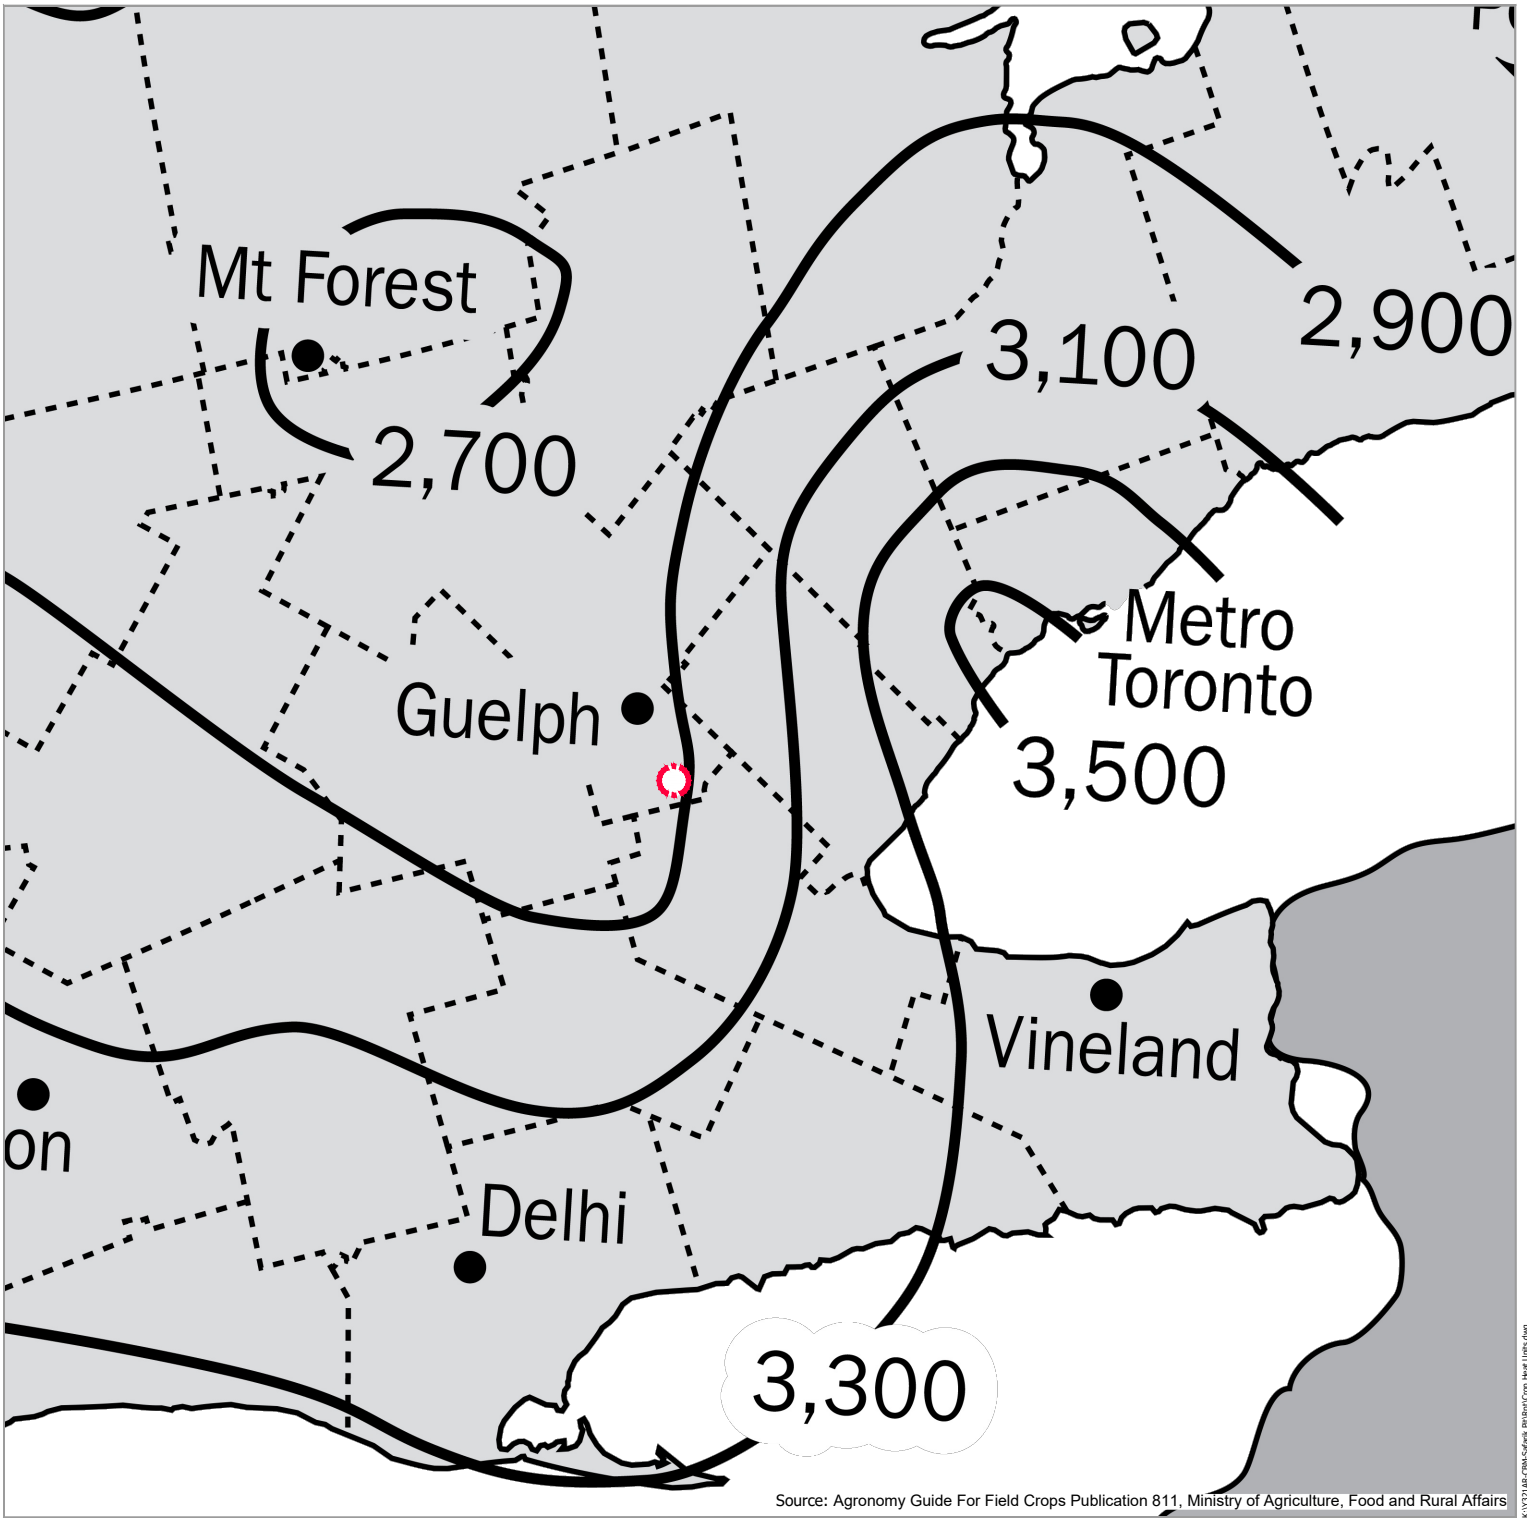 Mt Forest
2,900
3,100
2,700
Metro
Toronto
Guelph
3,500
Vineland
on
Delhi
3,300
Source: Agronomy Guide For Field Crops Publication 811, Ministry of Agriculture, Food and Rural Affairs